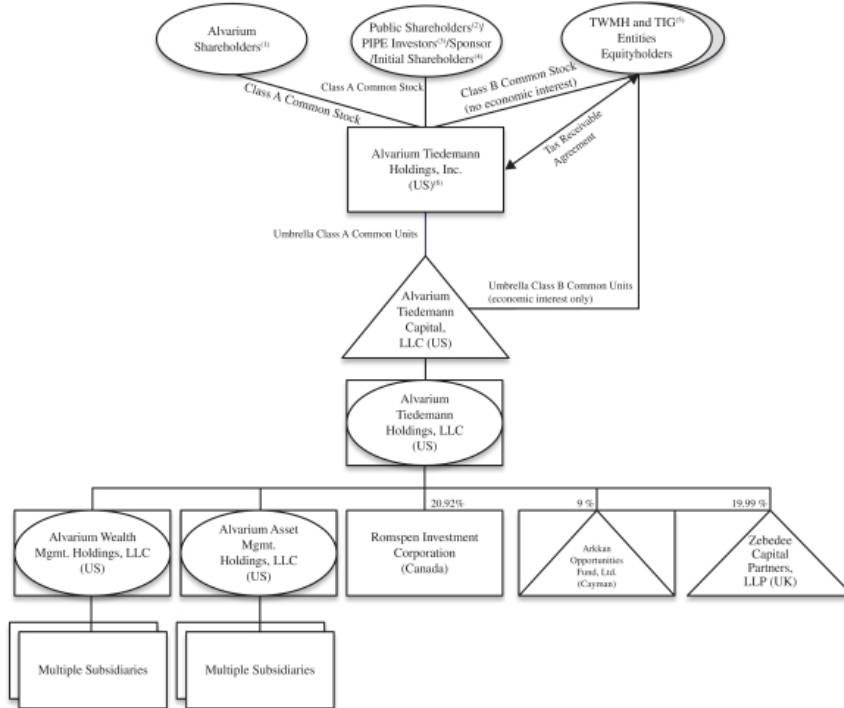 Alvarium
Shareholders(1)
Public Shareholders(2)/
PIPE Investors(3)/Sponsor
/Initial Shareholders(4)
TWMH and TIG(5)
Entities
Equityholders
Class A Common Stock
Class A Common Stock
Class B Common Stock
(no economic interest)
Tax Receivable
Agreement
Alvarium Tiedemann
Holdings, Inc.
(US)(6)
Umbrella Class A Common Units
Umbrella Class B Common Units
(economic interest only)
Alvarium
Tiedemann
Capital,
LLC (US)
Alvarium
Tiedemann
Holdings, LLC
(US)
20.92%
9 %
19.99 %
Alvarium Wealth
Mgmt. Holdings, LLC
(US)
Alvarium Asset
Mgmt.
Holdings, LLC
(US)
Romspen Investment
Corporation
(Canada)
Arkkan
Opportunities
Fund, Ltd.
(Cayman)
Zebedee
Capital
Partners,
LLP (UK)
Multiple Subsidiaries
Multiple Subsidiaries